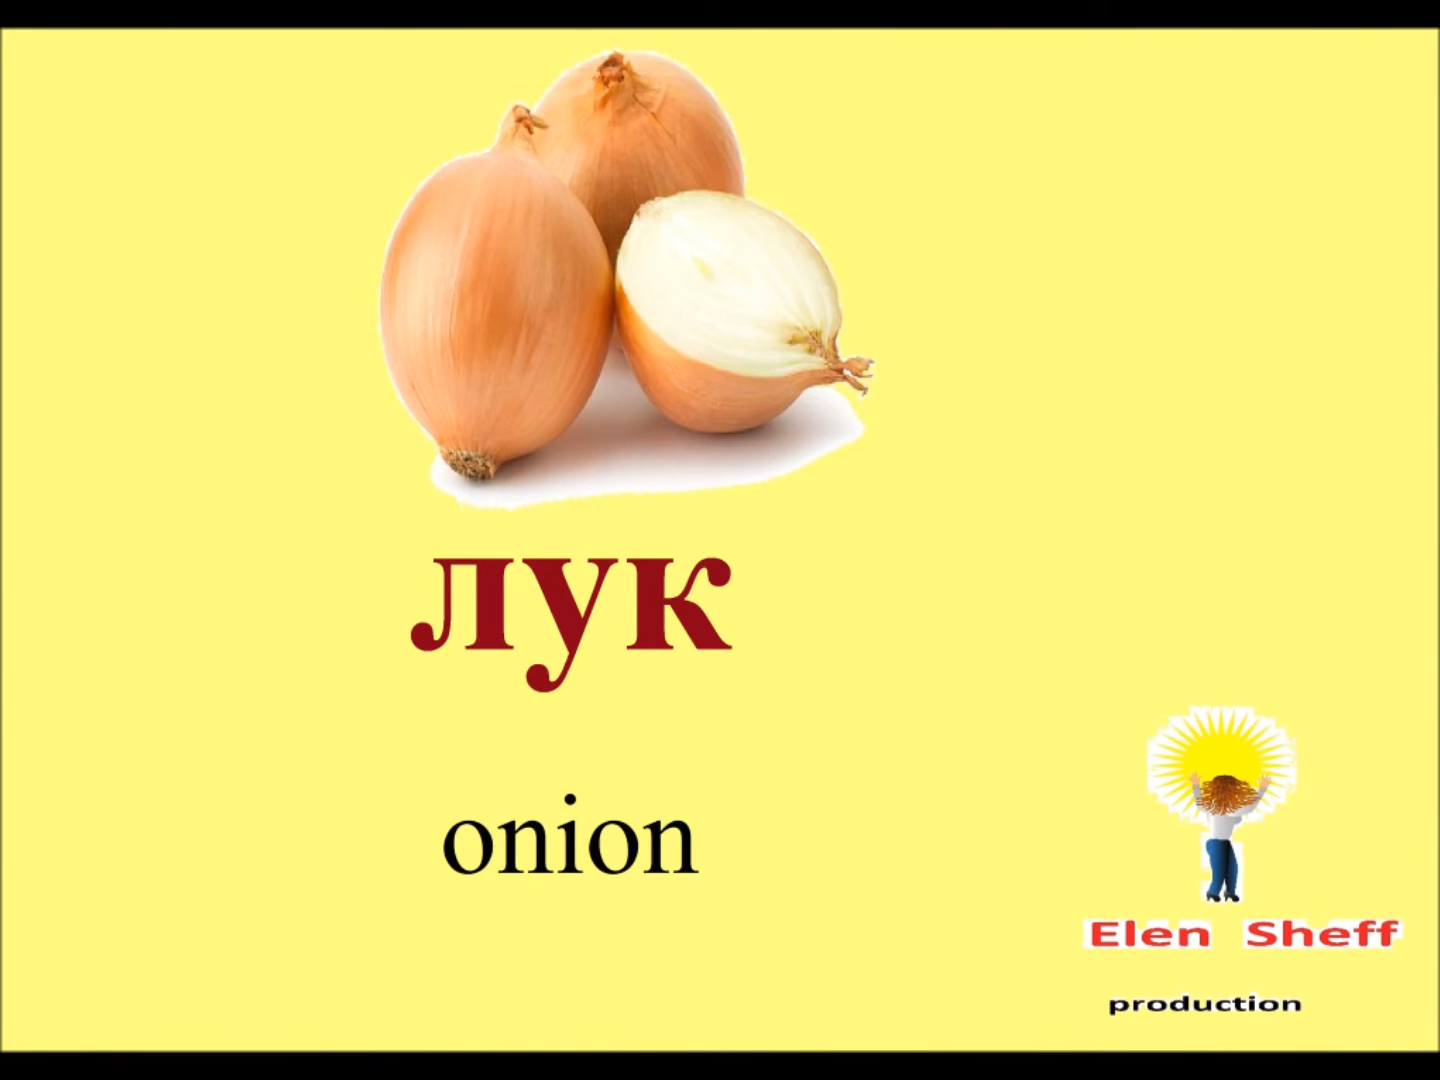 лук
onion
Elen Sheff
production